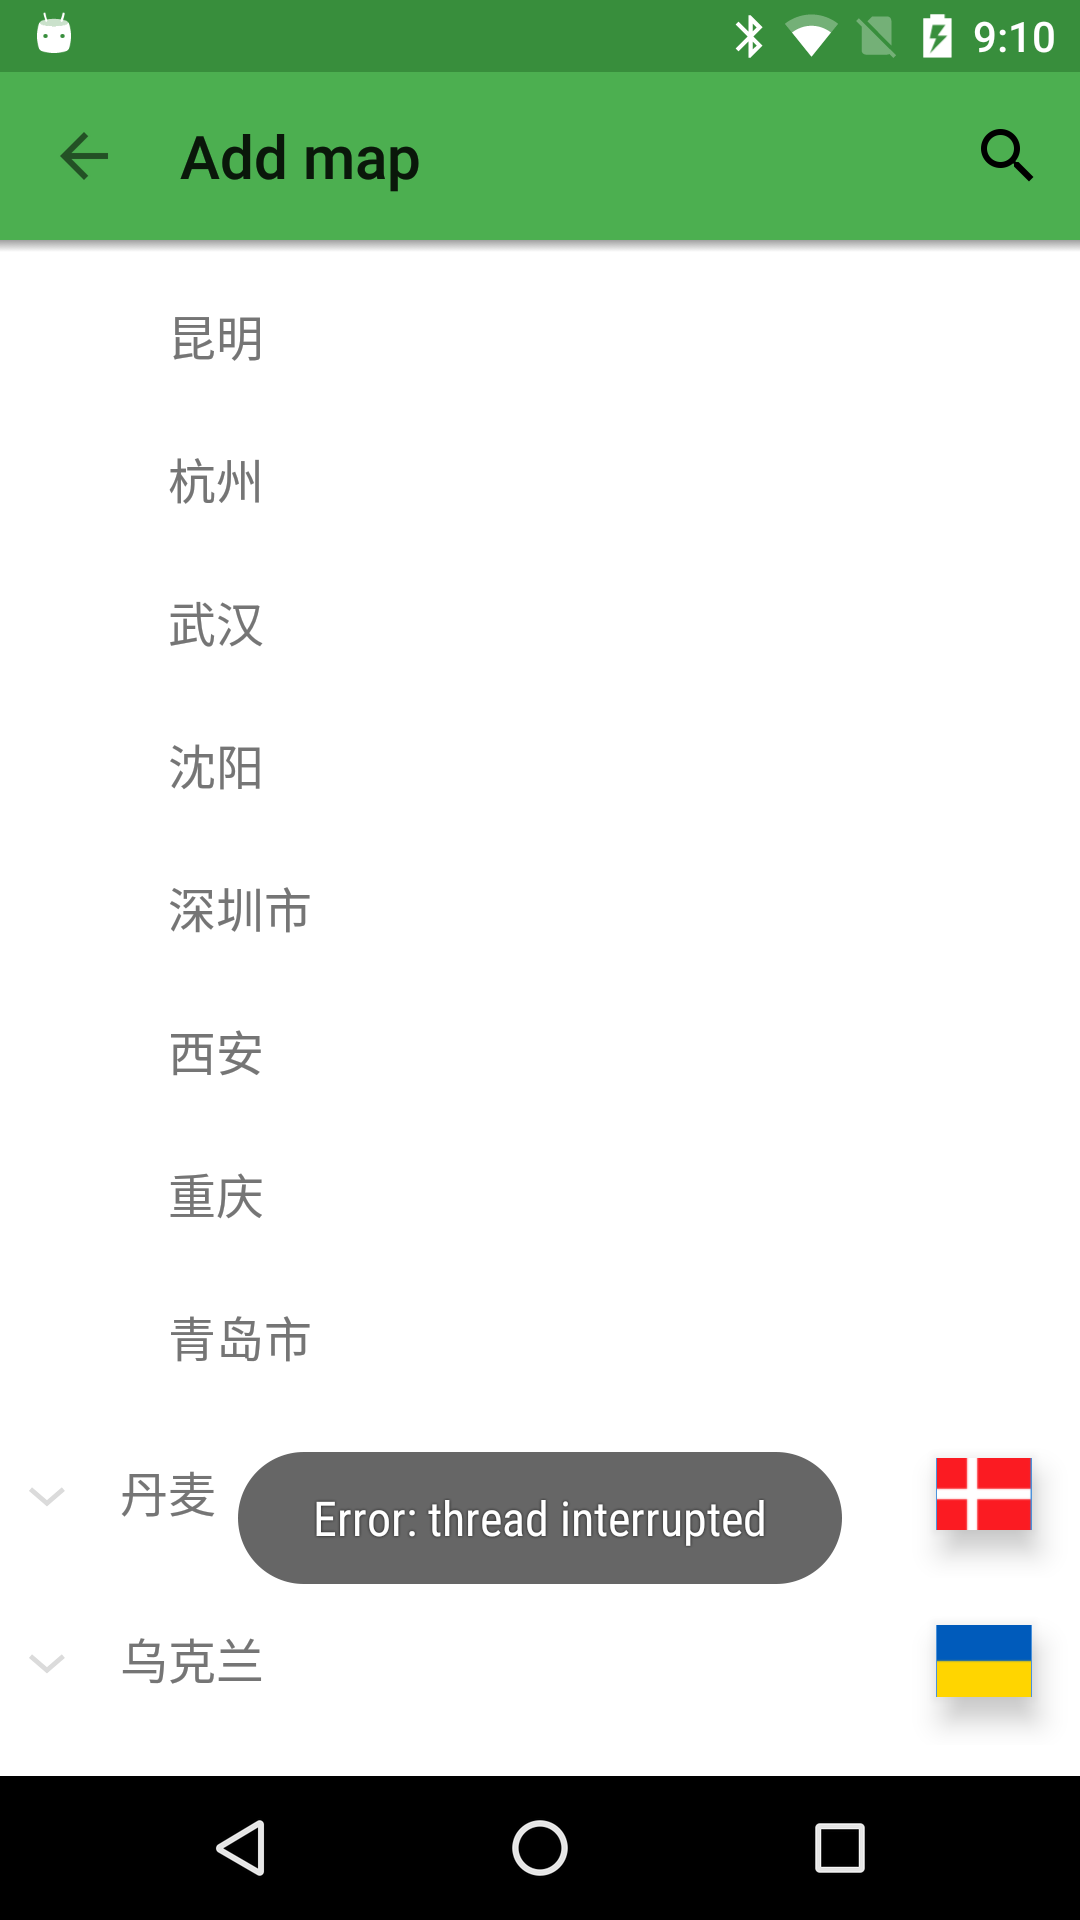 9:10
Add map
昆明
杭州
武汉
沈阳
深圳市
西安
重庆
青岛市
丹麦
Error: thread interrupted
乌克兰